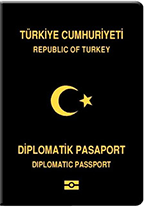 TÜRKİYE CUMHURİYETİ
REPUBLIC OF TURKEY
DİPLOMATİK PASAPORT
DIPLOMATIC PASSPORT